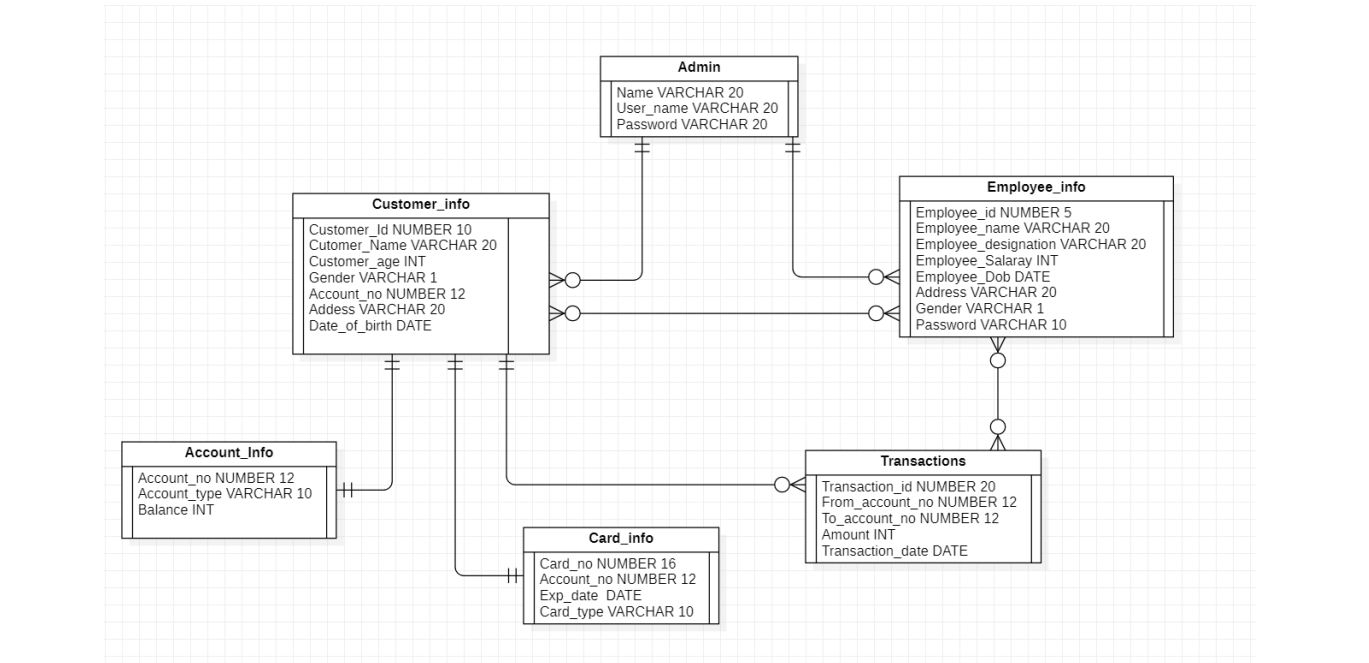 Admin
Name VARCHAR 20
User_name VARCHAR 20
Password VARCHAR 20
Customer_info
Customer_Id NUMBER 10
Cutomer_Name VARCHAR 20
Customer_age INT
Gender VARCHAR 1
Account_no NUMBER 12
Addess VARCHAR 20
Date_of_birth DATE
Employee_info
Employee_id NUMBER 5
Employee_name VARCHAR 20
Employee_designation VARCHAR 20
Employee_Salaray INT
Employee_Dob DATE
Address VARCHAR 20
Gender VARCHAR 1
Password VARCHAR 10
Account_Info
Account_no NUMBER 12
Account_type VARCHAR 10
Balance INT
Transactions
Transaction_id NUMBER 20
From_account_no NUMBER 12
To_account_no NUMBER 12
Amount INT
Transaction_date DATE
Card_info
Card_no NUMBER 16
Account_no NUMBER 12
Exp_date  DATE
Card_type VARCHAR 10